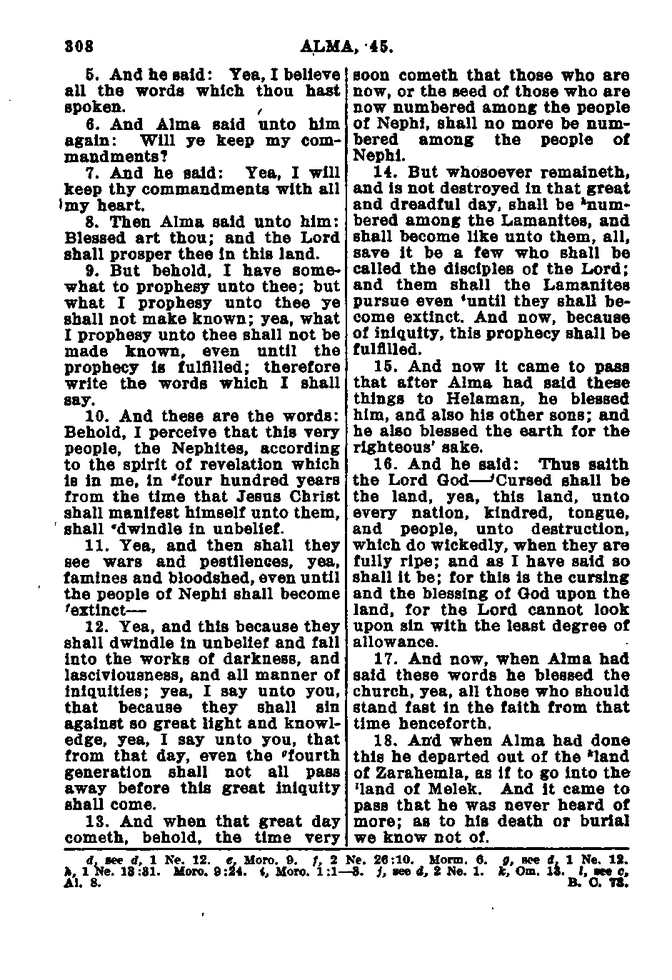 308
ALMA, 45.
5. And he said: Yea, I believe
all the words which thou hast
spoken.
6. And Alma said unto him
again: Will ye keep my com-
mandments?
7. And he said: Yea, I will
keep thy commandments with all
my heart.
8. Then Alma said unto him:
Blessed art thou; and the Lord
shall prosper thee in this land.
9. But behold, I have some-
what to prophesy unto thee; but
what I prophesy unto thee ye
shall not make known; yea, what
I prophesy unto thee shall not be
made known, even until the
prophecy is fulfilled; therefore
write the words which I shall
say.
10. And these are the words:
Behold, I perceive that this very
people, the Nephites, according
to the spirit of revelation which
is in me, in dfour hundred years
from the time that Jesus Christ
shall manifest himself unto them,
shall edwindle in unbelief.
11. Yea, and then shall they
see wars and pestilences, yea,
famines and bloodshed, even until
the people of Nephi shall become
fextinct—
12. Yea, and this because they
shall dwindle in unbelief and fall
into the works of darkness, and
lasciviousness, and all manner of
iniquities; yea, I say unto you,
that because they shall sin
against so great light and knowl-
edge, yea, I say unto you, that
from that day, even the gfourth
generation shall not all pass
away before this great iniquity
shall come.
13. And when that great day
cometh, behold, the time very
soon cometh that those who are
now, or the seed of those who are
now numbered among the people
of Nephi, shall no more be num-
bered among the people of
Nephi.
14. But whosoever remaineth,
and is not destroyed in that great
and dreadful day, shall be hnum-
bered among the Lamanites, and
shall become like unto them, all,
save it be a few who shall be
called the disciples of the Lord;
and them shall the Lamanites
pursue even iuntil they shall be-
come extinct. And now, because
of iniquity, this prophecy shall be
fulfilled.
15. And now it came to pass
that after Alma had said these
things to Helaman, he blessed
him, and also his other sons; and
he also blessed the earth for the
righteous' sake.
16. And he said: Thus saith
the Lord God—jCursed shall be
the land, yea, this land, unto
every nation, kindred, tongue,
and people, unto destruction,
which do wickedly, when they are
fully ripe; and as I have said so
shall it be; for this is the cursing
and the blessing of God upon the
land, for the Lord cannot look
upon sin with the least degree of
allowance.
17. And now, when Alma had
said these words he blessed the
church, yea, all those who should
stand fast in the faith from that
time henceforth.
18. And when Alma had done
this he departed out of the kland
of Zarahemla, as if to go into the
lland of Melek. And it came to
pass that he was never heard of
more; as to his death or burial
we know not of.
d, see d, 1 Ne. 12. e, Moro. 9. f, 2 Ne. 26:10. Morm. 6. g, see d, 1 Ne. 12.
h, 1 Ne. 13:31. Moro. 9:24. i, Moro. 1:1—3. j, see d, 2 Ne. 1. k, Om. 13. l, see c,
Al. 8.
B. C. 73.